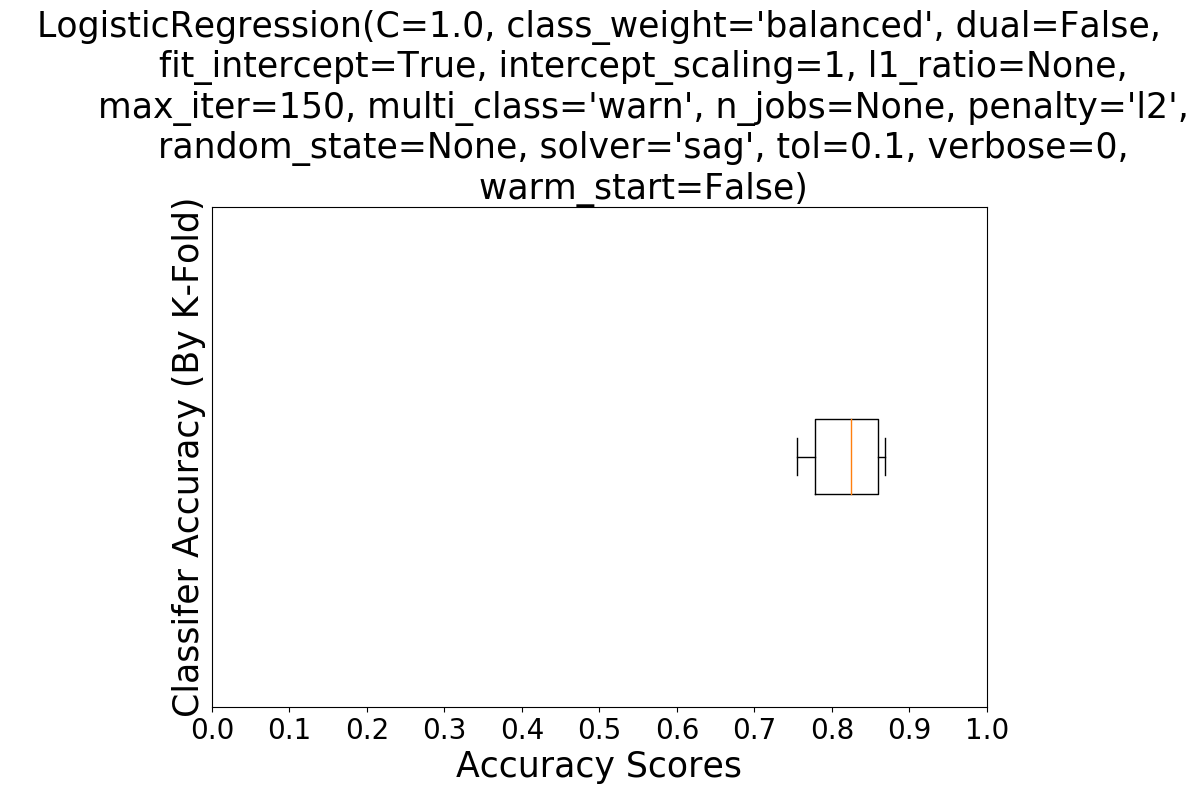 LogisticRegression(C=1.0, class_weight='balanced', dual=False,
fit_intercept=True, intercept_scaling=1, l1_ratio=None,
max_iter=150, multi_class='warn', n_jobs=None, penalty='l2',
random_state=None, solver='sag', tol=0.1, verbose=0,
warm_start=False)
Classifer Accuracy (By K-Fold)
0.0 0.1 0.2 0.3 0.4 0.5 0.6 0.7 0.8 0.9 1.0
Accuracy Scores